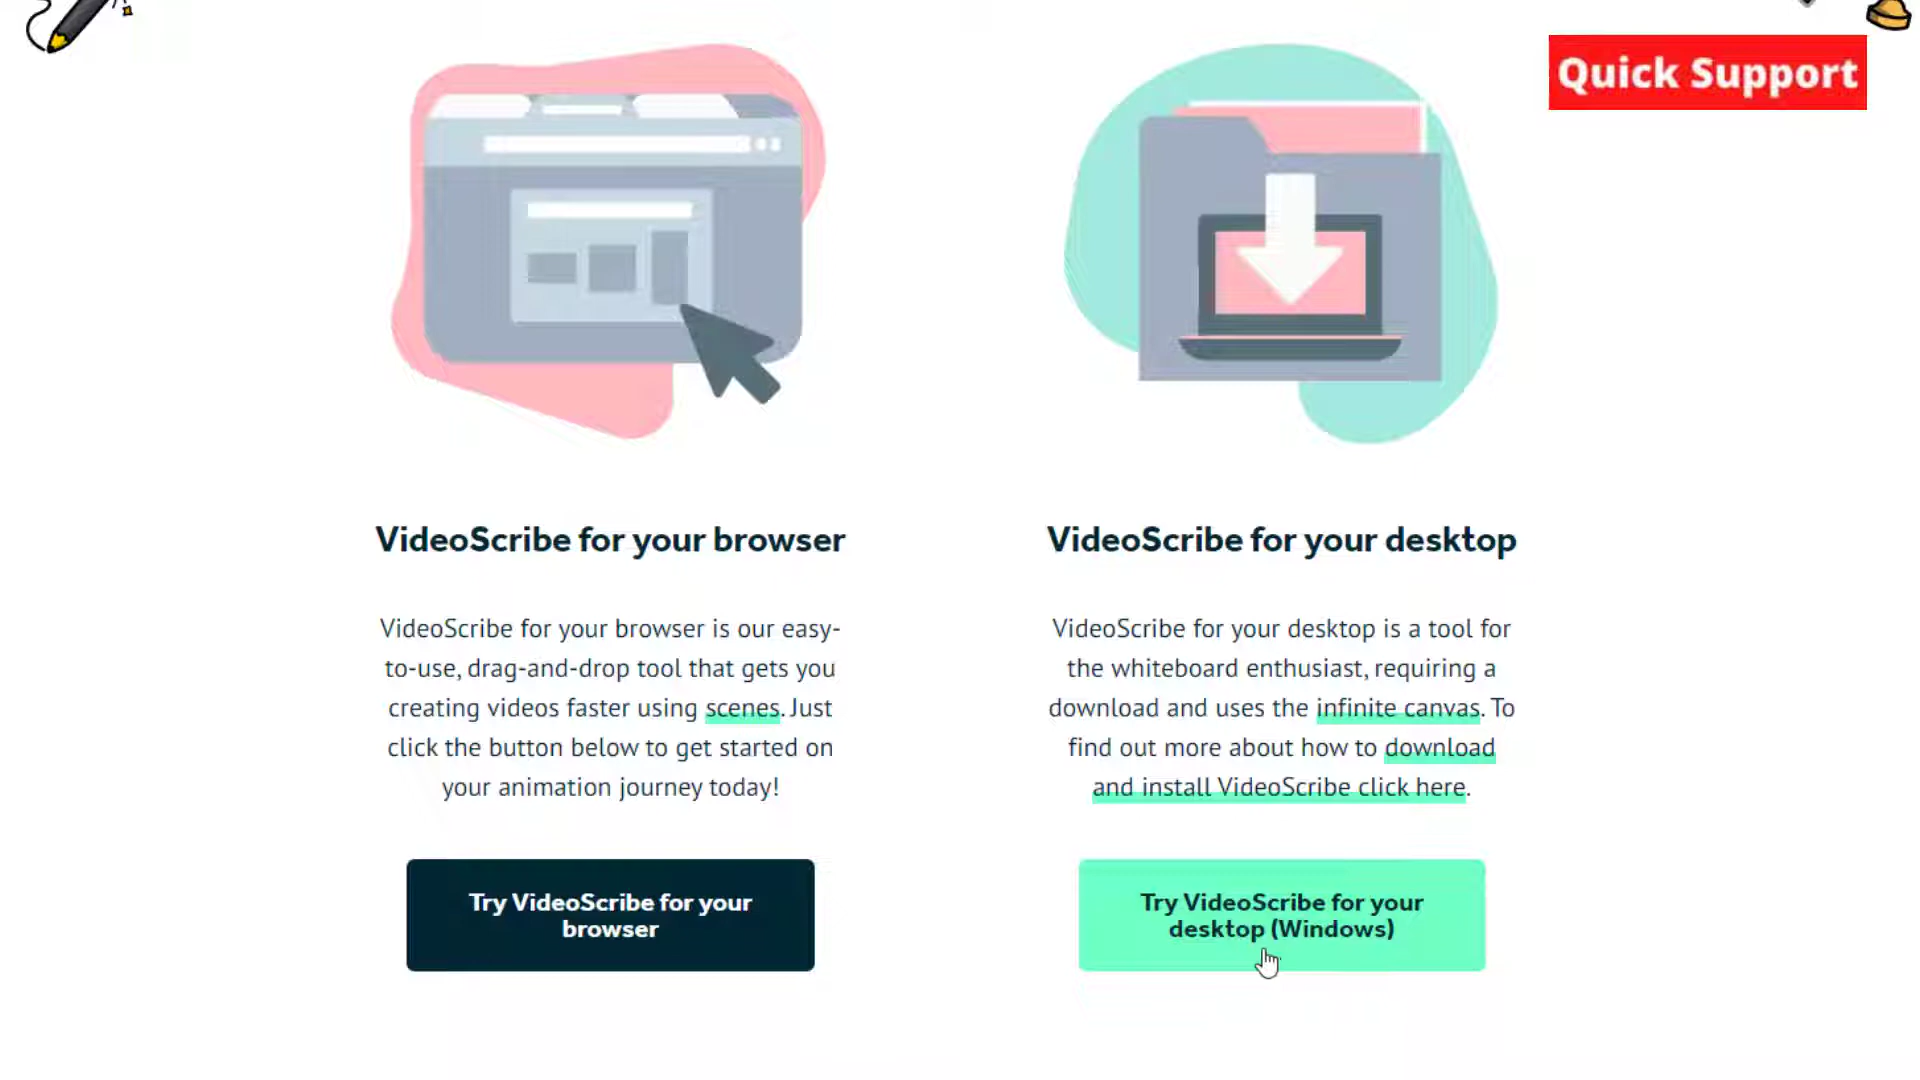 Quick Support
VideoScribe for your browser
VideoScribe for your browser is our easy-
to-use, drag-and-drop tool that gets you
creating videos faster using scenes. Just
click the button below to get started on
your animation journey today!
Try VideoScribe for your
browser
VideoScribe for your desktop
VideoScribe for your desktop is a tool for
the whiteboard enthusiast, requiring a
download and uses the infinite canvas. To
find out more about how to download
and install VideoScribe click here.
Try VideoScribe for your
desktop (Windows)